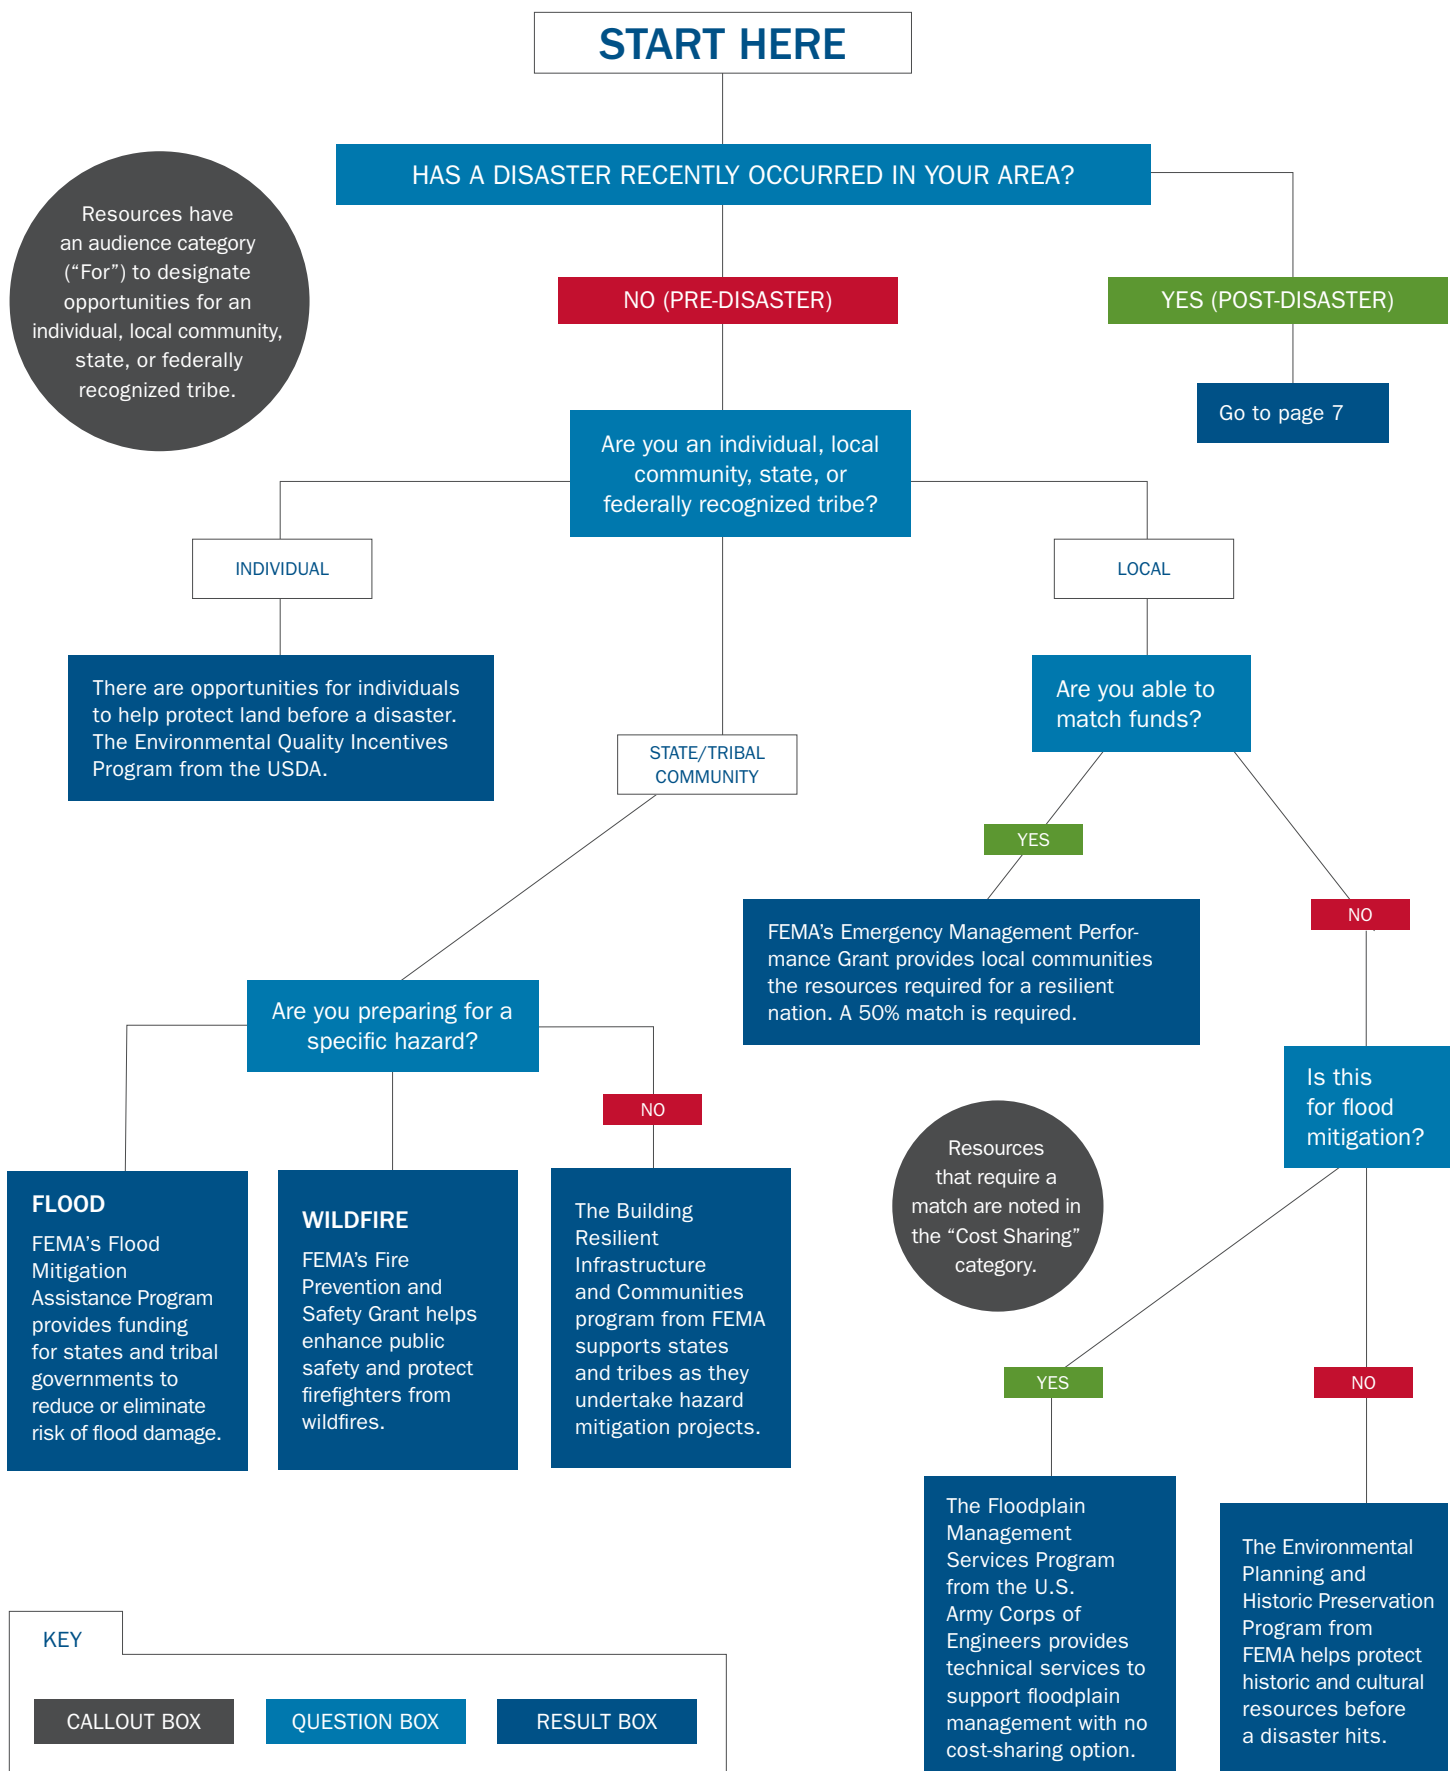 START HERE
HAS A DISASTER RECENTLY OCCURRED IN YOUR AREA?
Resources have
an audience category
(“For”) to designate
opportunities for an
individual, local community,
state, or federally
recognized tribe.
NO (PRE-DISASTER)
YES (POST-DISASTER)
Go to page 7
Are you an individual, local
community, state, or
federally recognized tribe?
INDIVIDUAL
LOCAL
There are opportunities for individuals
to help protect land before a disaster.
The Environmental Quality Incentives
Program from the USDA.
STATE/TRIBAL
COMMUNITY
Are you able to
match funds?
YES
NO
FEMA’s Emergency Management Perfor-
mance Grant provides local communities
the resources required for a resilient
nation. A 50% match is required.
Are you preparing for a
specific hazard?
NO
Is this
for flood
mitigation?
Resources
that require a
match are noted in
the “Cost Sharing”
category.
FLOOD
FEMA’s Flood
Mitigation
Assistance Program
provides funding
for states and tribal
governments to
reduce or eliminate
risk of flood damage.
WILDFIRE
FEMA’s Fire
Prevention and
Safety Grant helps
enhance public
safety and protect
firefighters from
wildfires.
The Building
Resilient
Infrastructure
and Communities
program from FEMA
supports states
and tribes as they
undertake hazard
mitigation projects.
YES
NO
The Floodplain
Management
Services Program
from the U.S.
Army Corps of
Engineers provides
technical services to
support floodplain
management with no
cost-sharing option.
The Environmental
Planning and
Historic Preservation
Program from
FEMA helps protect
historic and cultural
resources before
a disaster hits.
KEY
CALLOUT BOX
QUESTION BOX
RESULT BOX